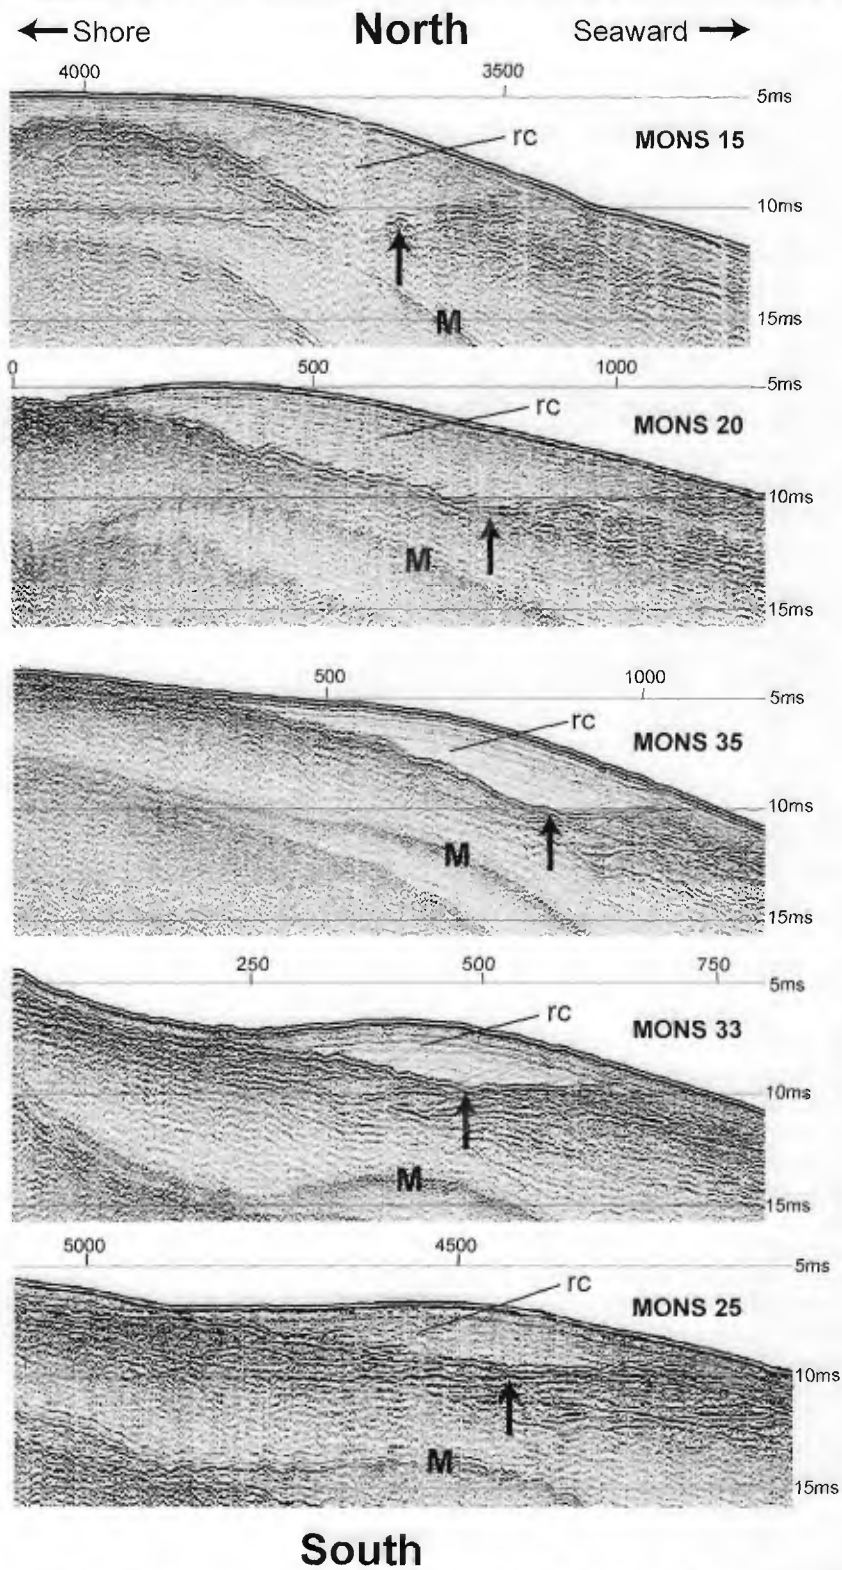 ← Shore North Seaward →
4000 3500
5ms
rc
MONS 15
10ms
M
15ms
0 500 1000
5ms
rc
MONS 20
10ms
M
15ms
500 1000
5ms
rc
MONS 35
10ms
M
15ms
250 500 750
5ms
rc
MONS 33
10ms
M
15ms
5000 4500
5ms
rc
MONS 25
10ms
M
15ms
South